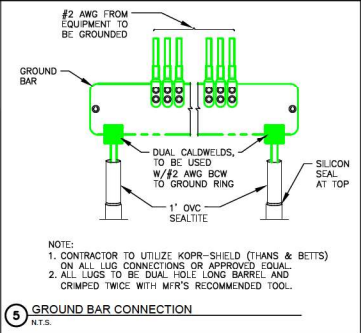 #2 AWG FROM
EQUIPMENT TO
BE GROUNDED
GROUND
BAR
DUAL CALDWELDS,
TO BE USED
W/#2 AWG BCW
TO GROUND RING
SILICON
SEAL
AT TOP
1' OVC
SEALTITE
NOTE:
1. CONTRACTOR TO UTILIZE KOPR-SHIELD (THANS & BETTS)
ON ALL LUG CONNECTIONS OR APPROVED EQUAL.
2. ALL LUGS TO BE DUAL HOLE LONG BARREL AND
CRIMPED TWICE WITH MFR'S RECOMMENDED TOOL.
5 GROUND BAR CONNECTION
N.T.S.